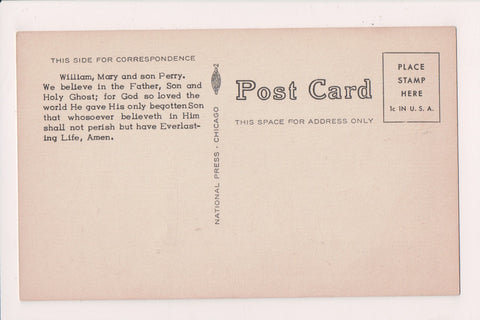 THIS SIDE FOR CORRESPONDENCE
William, Mary and son Perry.
We believe in the Father, Son and
Holy Ghost; for God so loved the
world He gave His only begotten Son
that whosoever believeth in Him
shall not perish but have Everlast-
ing Life, Amen.
NATIONAL PRESS - CHICAGO
Post Card
THIS SPACE FOR ADDRESS ONLY
PLACE
STAMP
HERE
1c IN U. S. A.